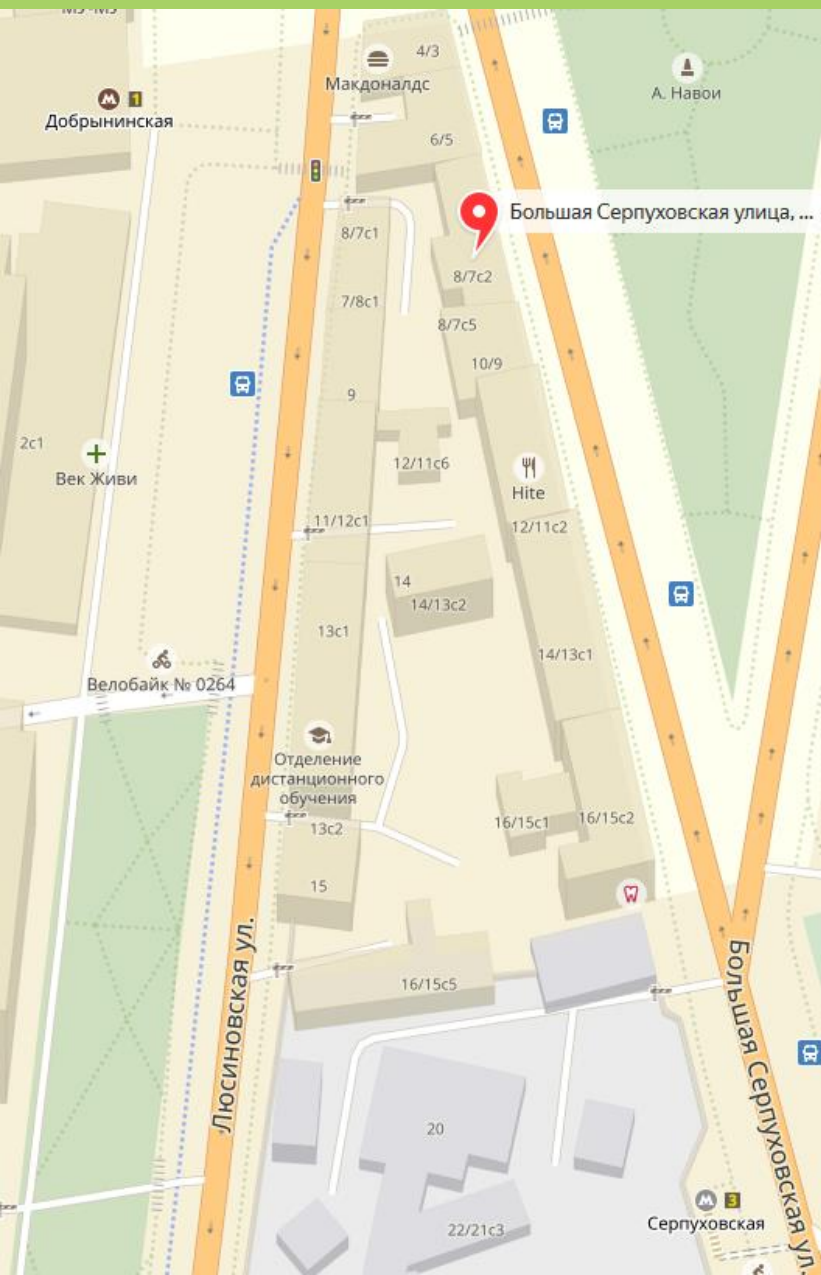 4/3
Макдоналдс
А. Навои
М 1
Добрынинская
6/5
Большая Серпуховская улица, ...
8/7с1
8/7с2
7/8с1
8/7с5
10/9
9
2с1
Век Живи
12/11с6
Hite
11/12с1
12/11с2
14
14/13с2
13с1
14/13с1
Велобайк № 0264
Отделение
дистанционного
обучения
13с2
16/15с1
16/15с2
15
16/15с5
Люсиновская ул.
Большая Серпуховская ул.
20
М 3
Серпуховская
22/21с3